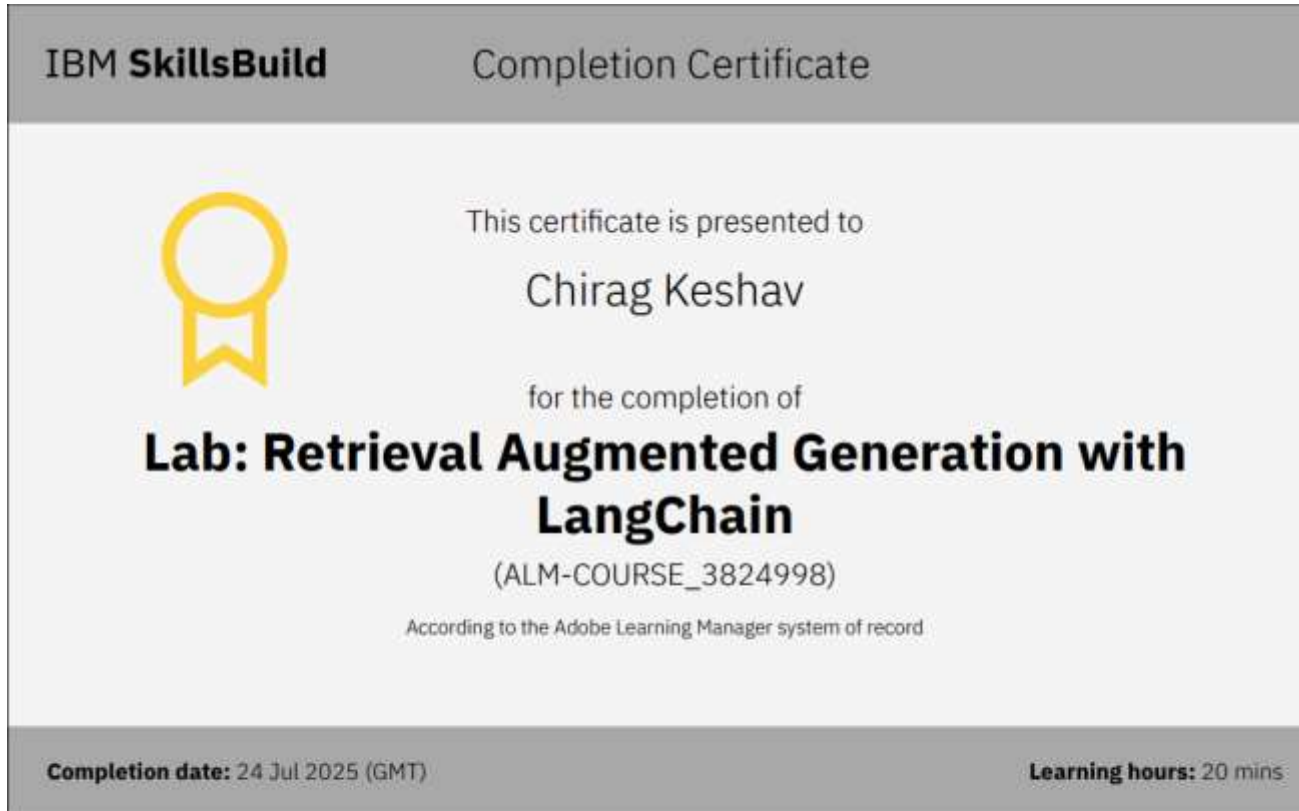 IBM SkillsBuild
Completion Certificate
This certificate is presented to
Chirag Keshav
for the completion of
Lab: Retrieval Augmented Generation with
LangChain
(ALM-COURSE_3824998)
According to the Adobe Learning Manager system of record
Completion date: 24 Jul 2025 (GMT)
Learning hours: 20 mins